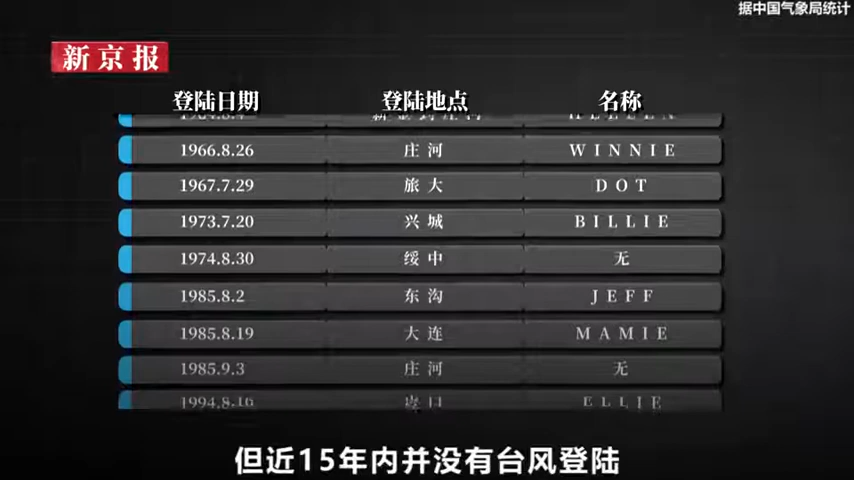 据中国气象局统计
新京报
登陆日期 登陆地点 名称
1966.8.26 庄河 WINNIE
1967.7.29 旅大 DOT
1973.7.20 兴城 BILLIE
1974.8.30 绥中 无
1985.8.2 东沟 JEFF
1985.8.19 大连 MAMIE
1985.9.3 庄河 无
1994.8.16 ELLIE
但近15年内并没有台风登陆